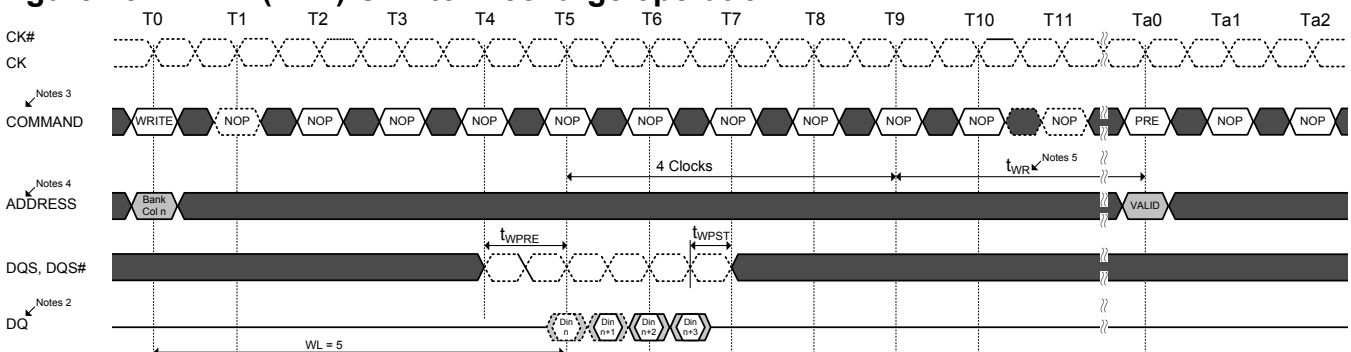 T0 T1 T2 T3 T4 T5 T6 T7 T8 T9 T10 T11 Ta0 Ta1 Ta2
CK#
CK
Notes 3
COMMAND
WRITE NOP NOP NOP NOP NOP NOP NOP NOP NOP NOP NOP PRE NOP NOP
4 Clocks
tWR
Notes 5
Notes 4
ADDRESS
Bank
Col n
VALID
tWPRE
tWPST
DQS, DQS#
Notes 2
DQ
Din
n
Din
n+1
Din
n+2
Din
n+3
WL = 5